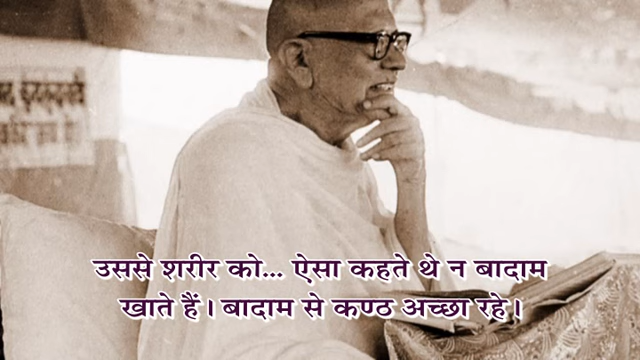 उससे शरीर को... ऐसा कहते थे न बादाम
खाते हैं। बादाम से कण्ठ अच्छा रहे।